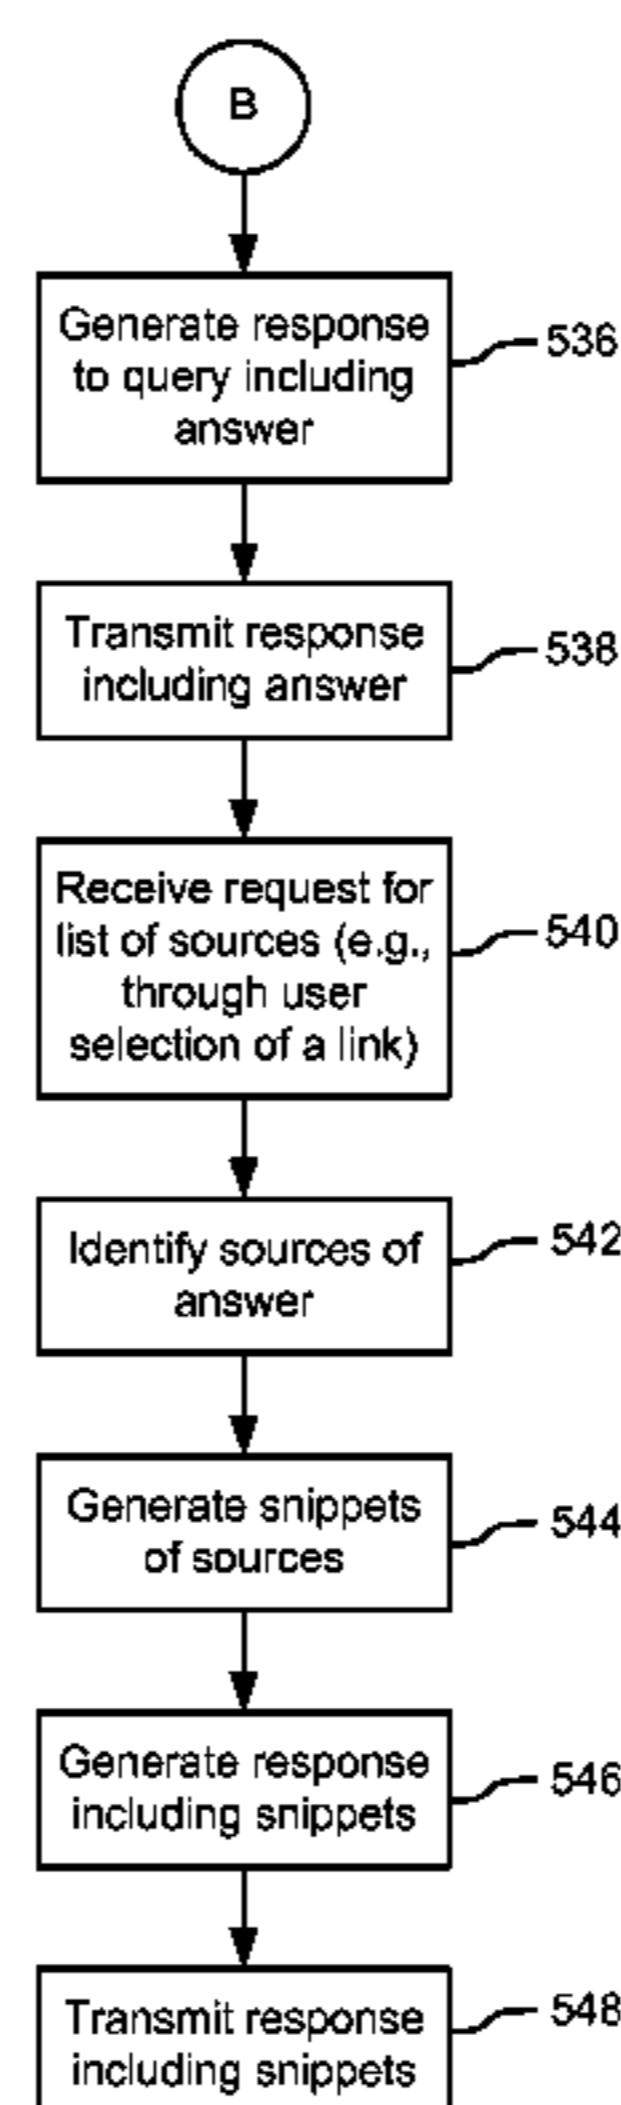 B
Generate response
to query including
answer
536
Transmit response
including answer
538
Receive request for
list of sources (e.g.,
through user
selection of a link)
540
Identify sources of
answer
542
Generate snippets
of sources
544
Generate response
including snippets
546
Transmit response
including snippets
548